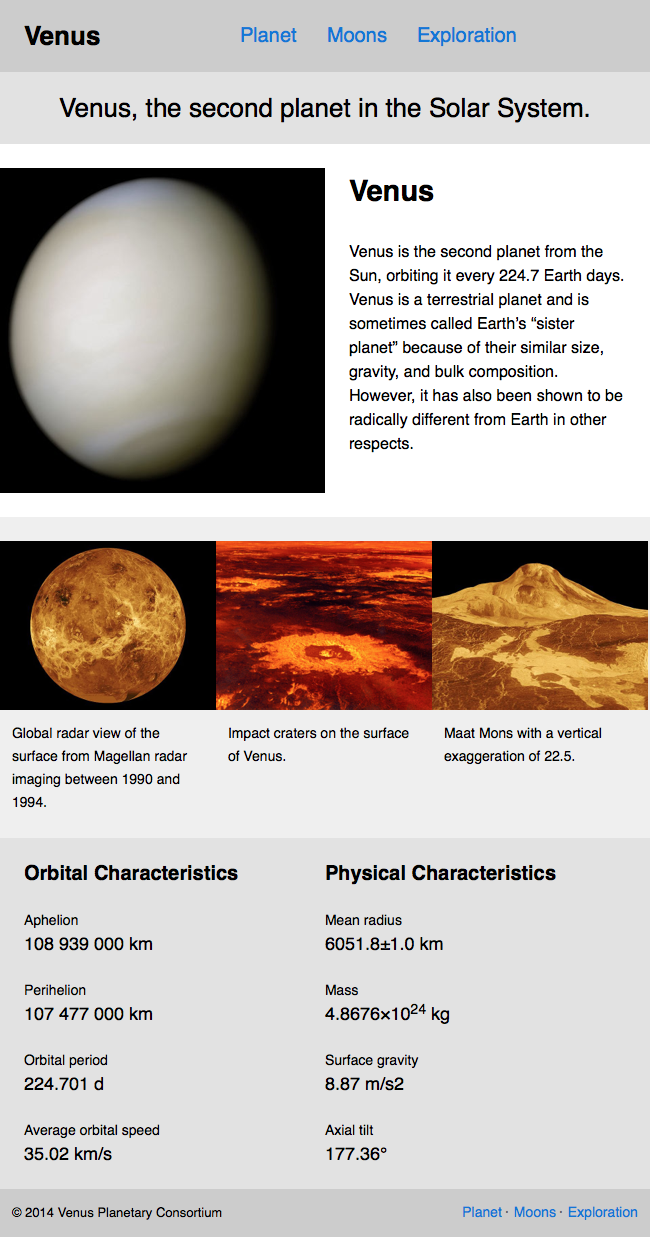 Venus
Planet Moons Exploration
Venus, the second planet in the Solar System.
Venus
Venus is the second planet from the
Sun, orbiting it every 224.7 Earth days.
Venus is a terrestrial planet and is
sometimes called Earth’s “sister
planet” because of their similar size,
gravity, and bulk composition.
However, it has also been shown to be
radically different from Earth in other
respects.
Global radar view of the
surface from Magellan radar
imaging between 1990 and
1994.
Impact craters on the surface
of Venus.
Maat Mons with a vertical
exaggeration of 22.5.
Orbital Characteristics
Aphelion
108 939 000 km
Perihelion
107 477 000 km
Orbital period
224.701 d
Average orbital speed
35.02 km/s
Physical Characteristics
Mean radius
6051.8±1.0 km
Mass
4.8676×10²⁴ kg
Surface gravity
8.87 m/s2
Axial tilt
177.36°
© 2014 Venus Planetary Consortium
Planet · Moons · Exploration